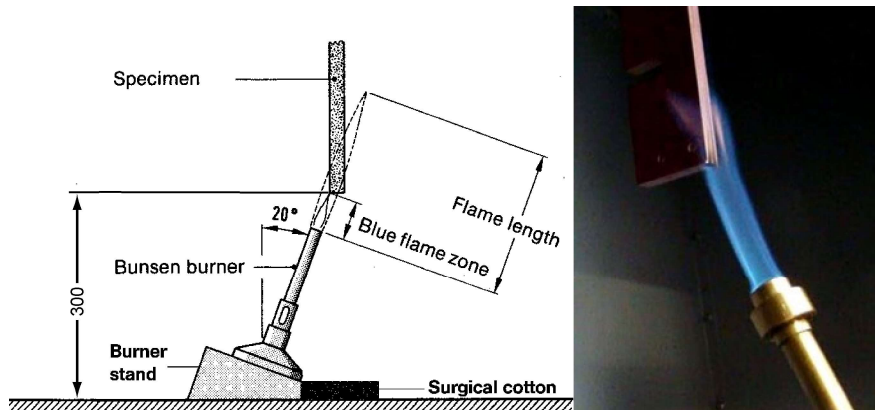 Specimen
20°
Flame length
Blue flame zone
Bunsen burner
300
Burner
stand
Surgical cotton